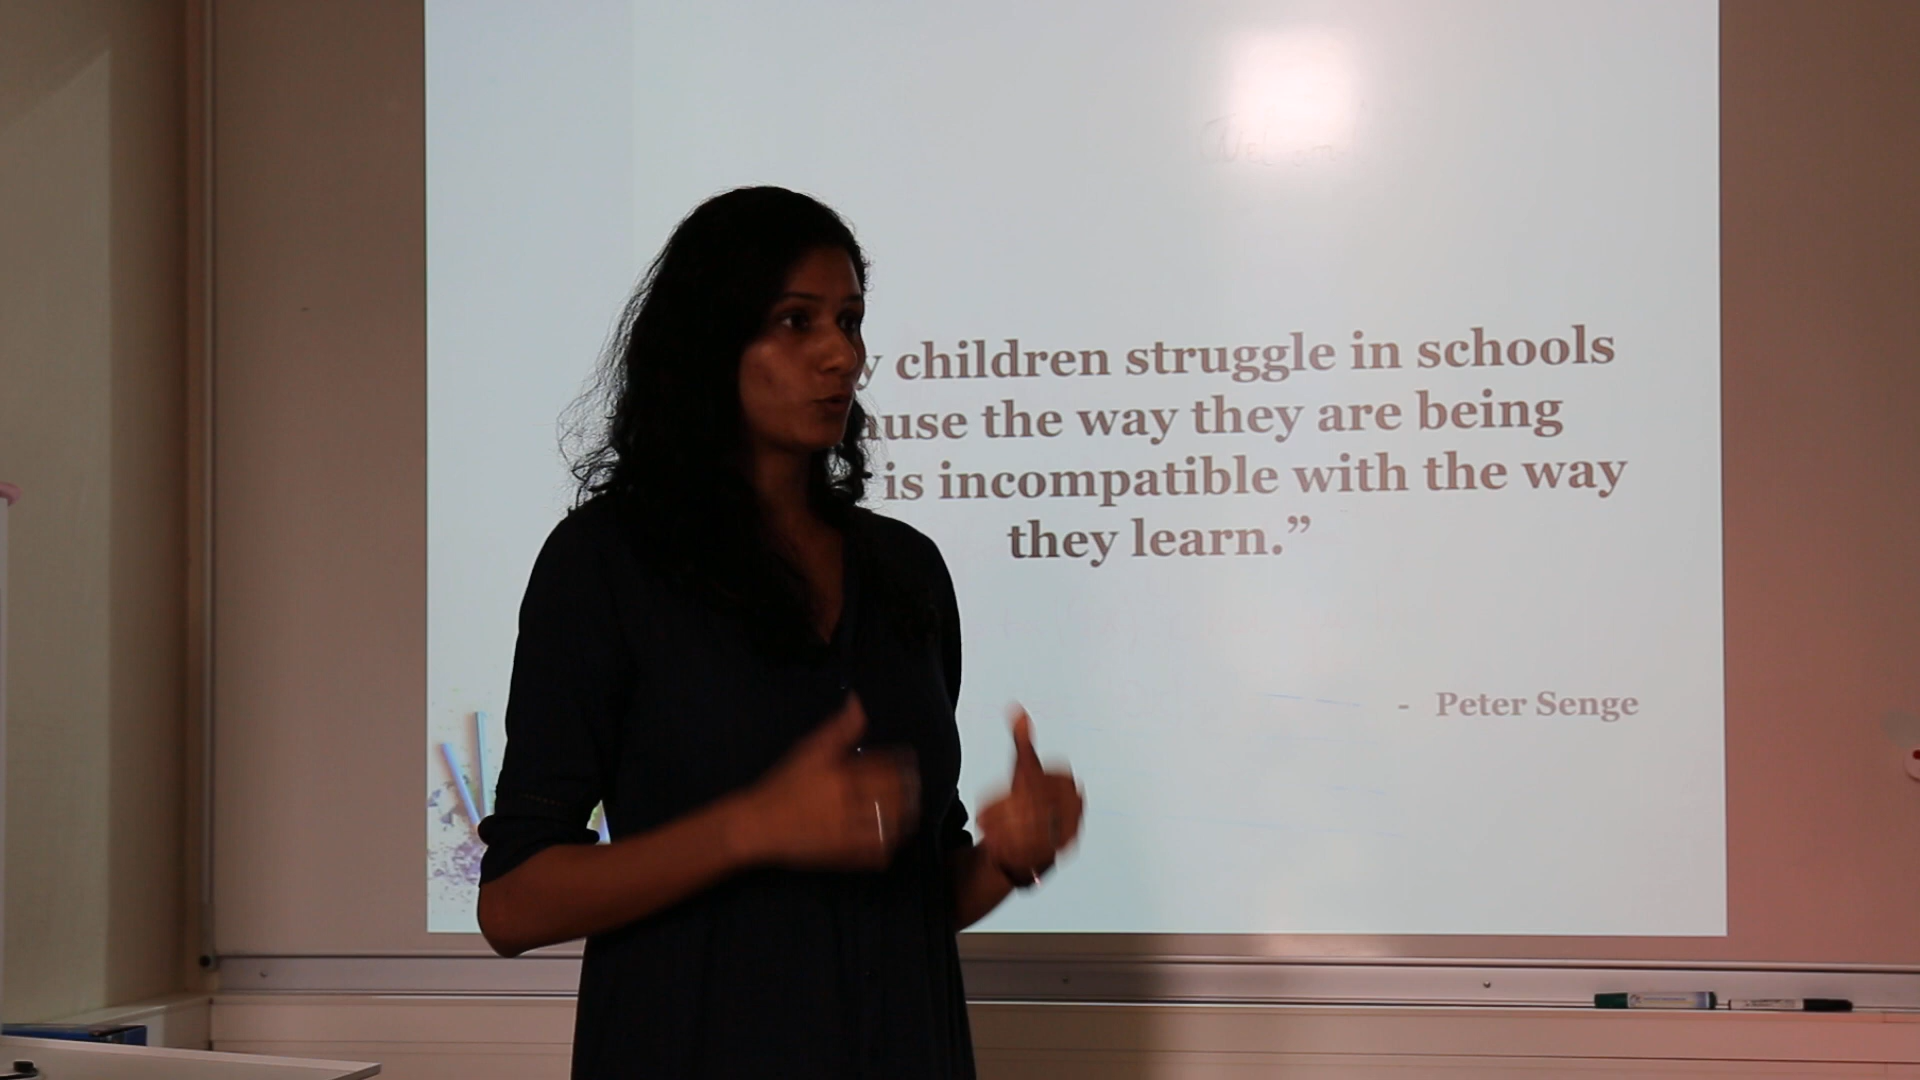 children struggle in schools
the way they are being
is incompatible with the way
they learn.”
- Peter Senge